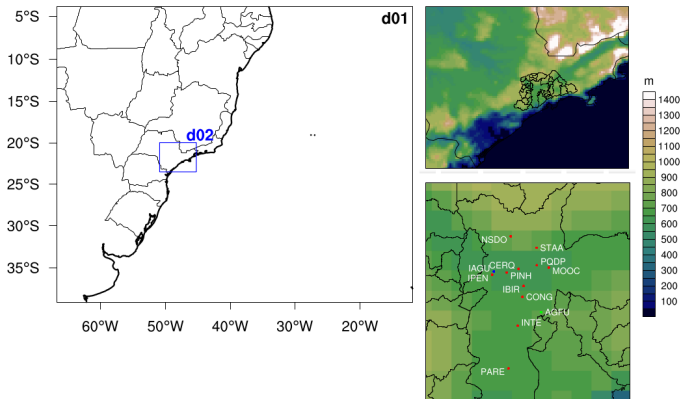 d01
5°S
10°S
15°S
20°S
25°S
30°S
35°S
d02
60°W
50°W
40°W
30°W
20°W
m
1400
1300
1200
1100
1000
900
800
700
600
500
400
300
200
100
NSDO
STAA
IAGU
CERQ
PQDP
IFEN
PINH
MOOC
IBIR
CONG
AGFU
INTE
PARE